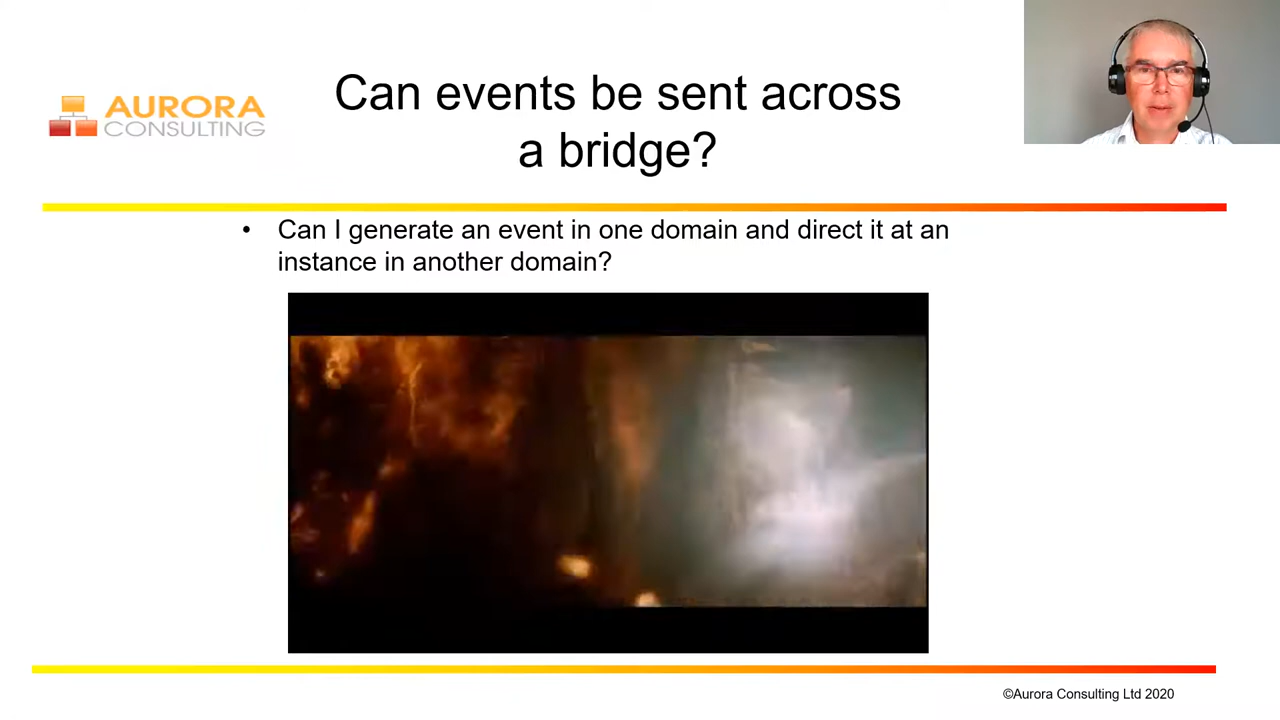 AURORA
CONSULTING
Can events be sent across
a bridge?
• Can I generate an event in one domain and direct it at an
instance in another domain?
©Aurora Consulting Ltd 2020